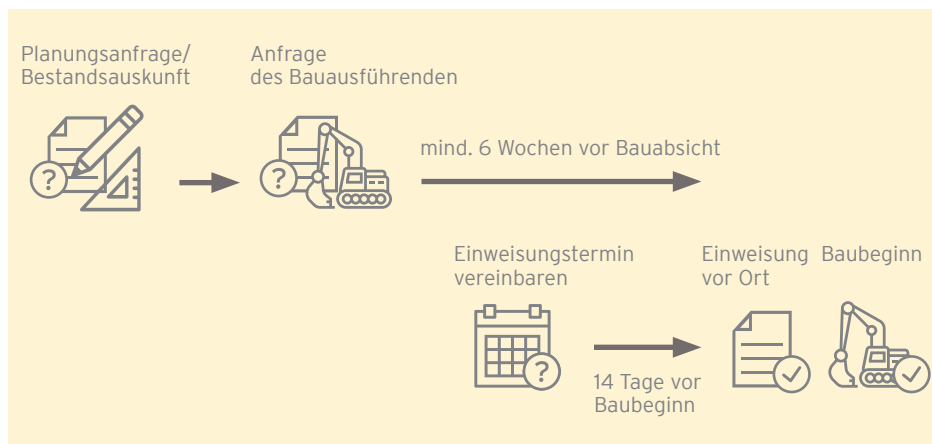 Planungsanfrage/
Bestandsauskunft
Anfrage
des Bauausführenden
?
?
mind. 6 Wochen vor Bauabsicht
Einweisungstermin
vereinbaren
?
14 Tage vor
Baubeginn
Einweisung
vor Ort
Baubeginn